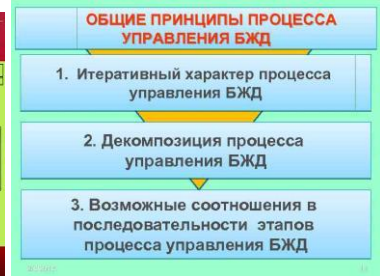 ОБЩИЕ ПРИНЦИПЫ ПРОЦЕССА
УПРАВЛЕНИЯ БЖД
1. Итеративный характер процесса
управления БЖД
2. Декомпозиция процесса
управления БЖД
3. Возможные соотношения в
последовательности этапов
процесса управления БЖД